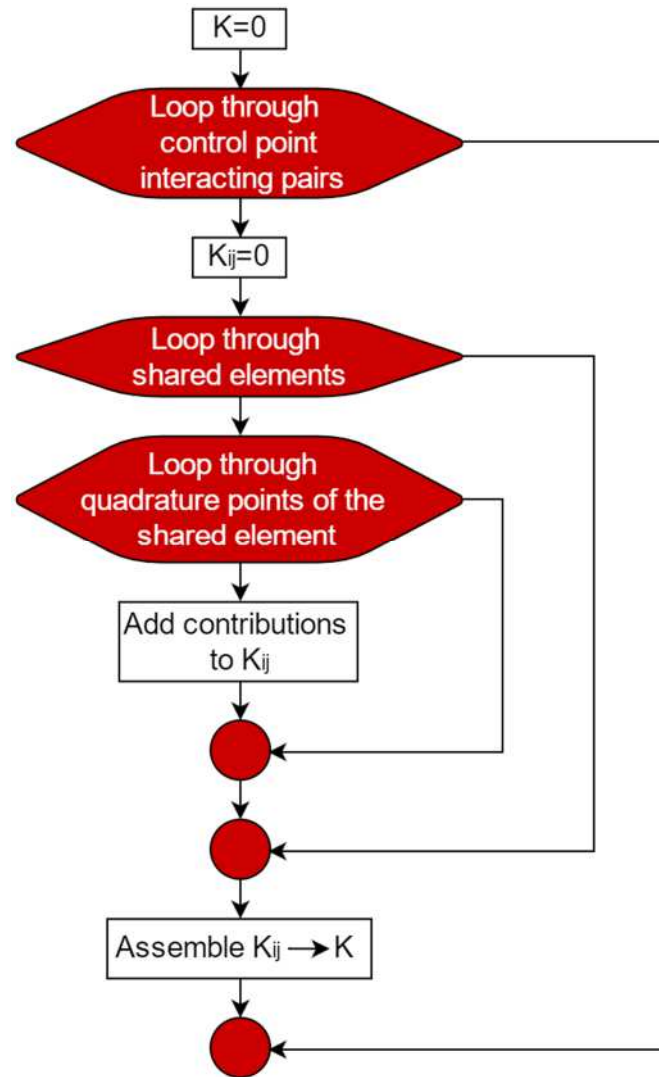 K=0
Loop through
control point
interacting pairs
Kij=0
Loop through
shared elements
Loop through
quadrature points of the
shared element
Add contributions
to Kij
Assemble Kij → K